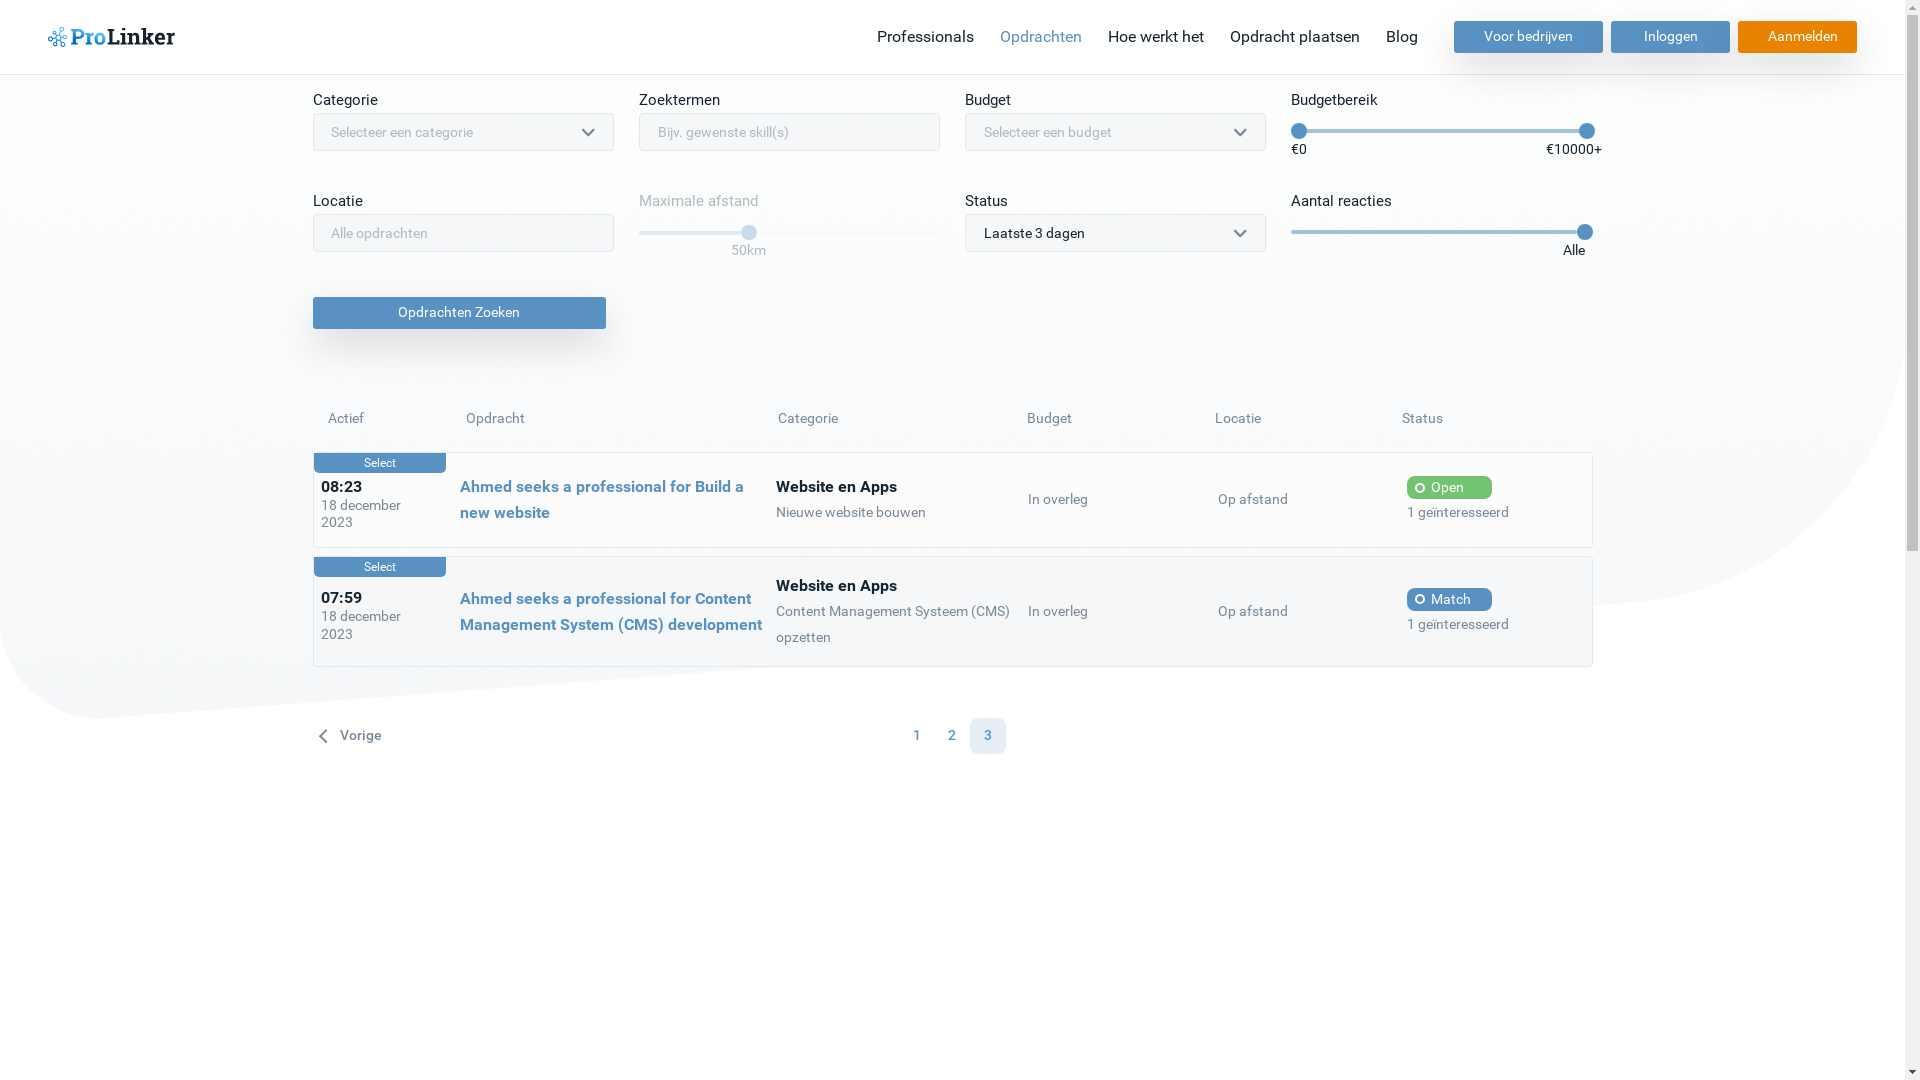 ProLinker
Professionals Opdrachten Hoe werkt het Opdracht plaatsen Blog Voor bedrijven Inloggen Aanmelden
Categorie Zoektermen Budget Budgetbereik
Selecteer een categorie Bijv. gewenste skill(s) Selecteer een budget
€0 €10000+
Locatie Maximale afstand Status Aantal reacties
Alle opdrachten Laatste 3 dagen
50km Alle
Opdrachten Zoeken
Actief Opdracht Categorie Budget Locatie Status
Select
08:23
18 december
2023
Ahmed seeks a professional for Build a
new website
Website en Apps
Nieuwe website bouwen
In overleg
Op afstand
Open
1 geïnteresseerd
Select
07:59
18 december
2023
Ahmed seeks a professional for Content
Management System (CMS) development
Website en Apps
Content Management Systeem (CMS)
opzetten
In overleg
Op afstand
Match
1 geïnteresseerd
Vorige 1 2 3